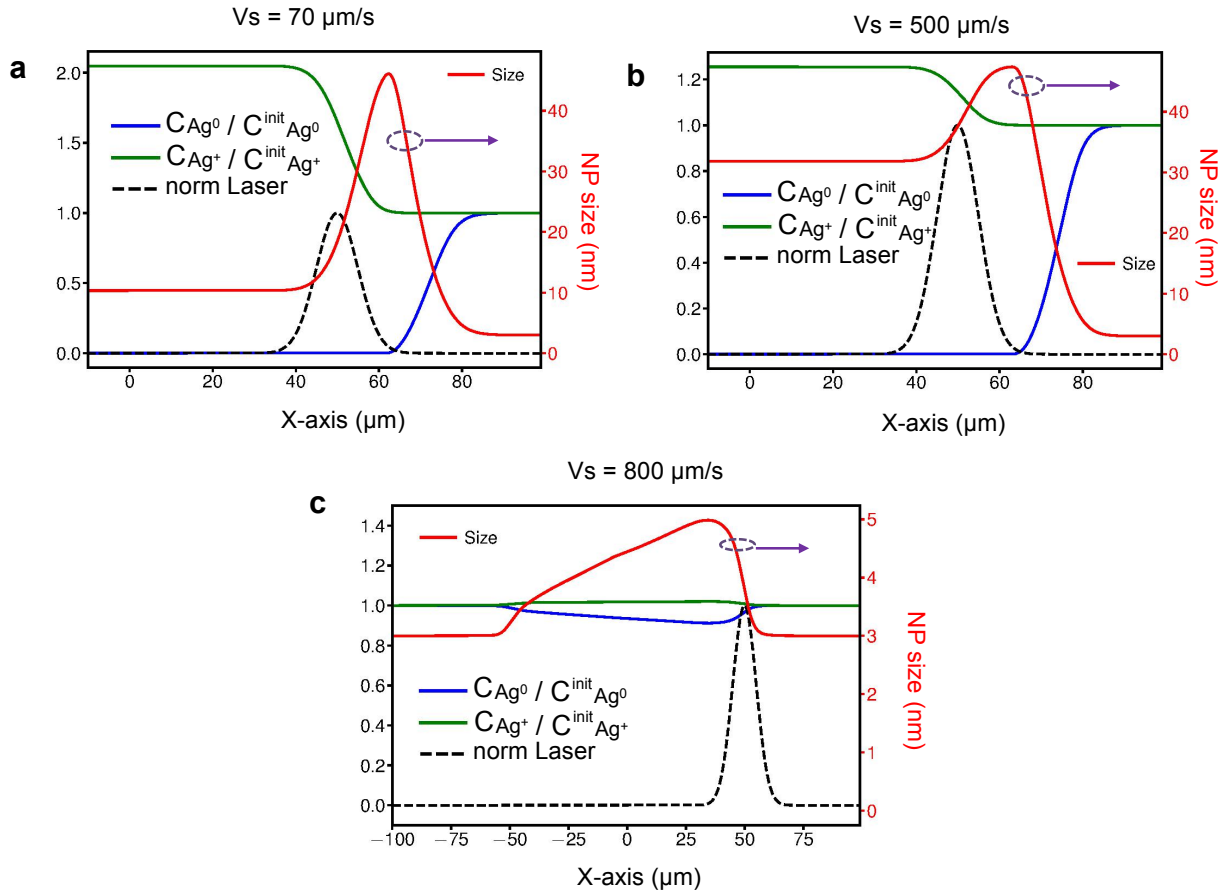 Vs = 70 µm/s
a
Size
C Ag⁰ / C^init Ag⁰
C Ag⁺ / C^init Ag⁺
norm Laser
2.0
1.5
1.0
0.5
0.0
40
30
20
10
0
NP size (nm)
0 20 40 60 80
X-axis (µm)
Vs = 500 µm/s
b
C Ag⁰ / C^init Ag⁰
C Ag⁺ / C^init Ag⁺
norm Laser
Size
1.2
1.0
0.8
0.6
0.4
0.2
0.0
40
30
20
10
0
NP size (nm)
0 20 40 60 80
X-axis (µm)
Vs = 800 µm/s
c
Size
C Ag⁰ / C^init Ag⁰
C Ag⁺ / C^init Ag⁺
norm Laser
1.4
1.2
1.0
0.8
0.6
0.4
0.2
0.0
5
4
3
2
1
0
NP size (nm)
−100 −75 −50 −25 0 25 50 75
X-axis (µm)